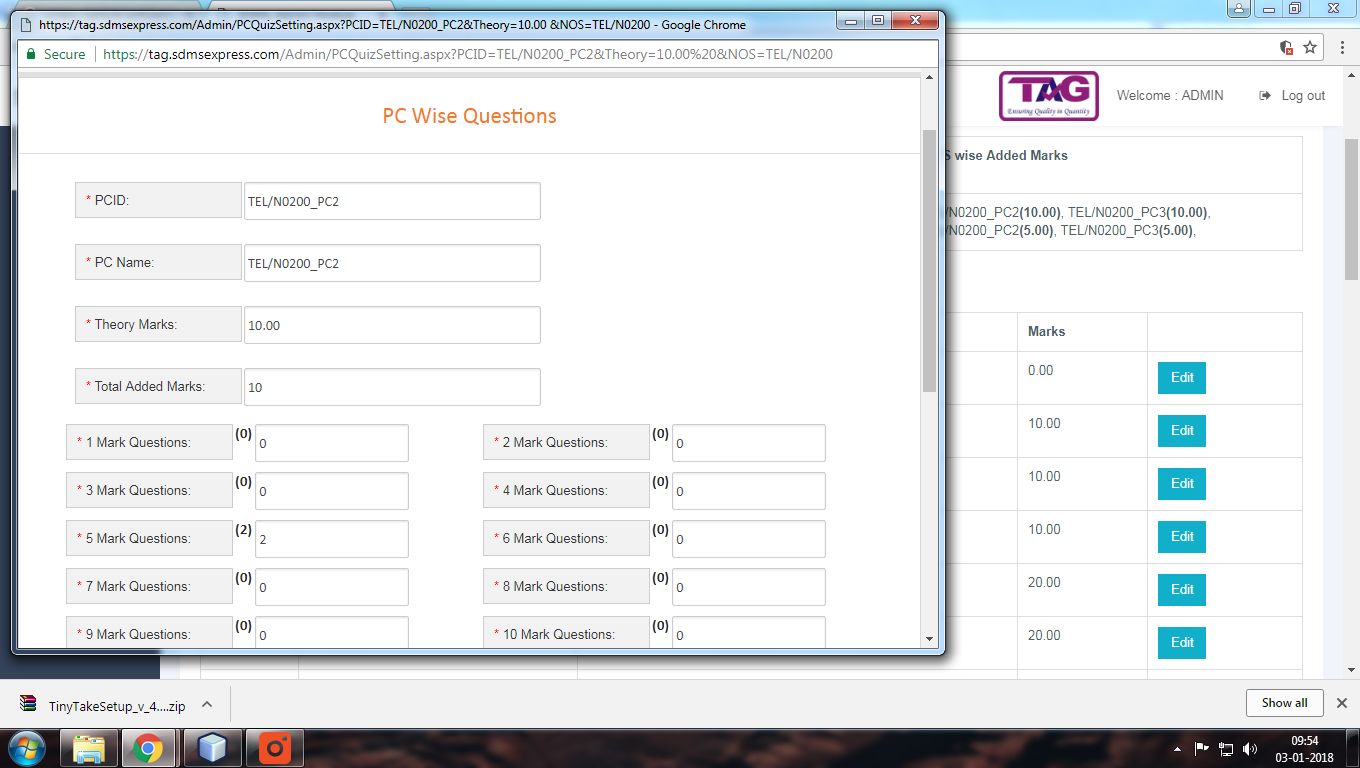 https://tag.sdmsexpress.com/Admin/PCQuizSetting.aspx?PCID=TEL/N0200_PC2&Theory=10.00 &NOS=TEL/N0200 - Google Chrome
Secure https://tag.sdmsexpress.com/Admin/PCQuizSetting.aspx?PCID=TEL/N0200_PC2&Theory=10.00%20&NOS=TEL/N0200
PC Wise Questions
* PCID: TEL/N0200_PC2
* PC Name: TEL/N0200_PC2
* Theory Marks: 10.00
* Total Added Marks: 10
* 1 Mark Questions: (0) 0 * 2 Mark Questions: (0) 0
* 3 Mark Questions: (0) 0 * 4 Mark Questions: (0) 0
* 5 Mark Questions: (2) 2 * 6 Mark Questions: (0) 0
* 7 Mark Questions: (0) 0 * 8 Mark Questions: (0) 0
* 9 Mark Questions: (0) 0 * 10 Mark Questions: (0) 0
TAG
Ensuring Quality in Quantity
Welcome : ADMIN Log out
S wise Added Marks
/N0200_PC2(10.00), TEL/N0200_PC3(10.00),
/N0200_PC2(5.00), TEL/N0200_PC3(5.00),
Marks
0.00 Edit
10.00 Edit
10.00 Edit
10.00 Edit
20.00 Edit
20.00 Edit
TinyTakeSetup_v_4....zip Show all
09:54
03-01-2018